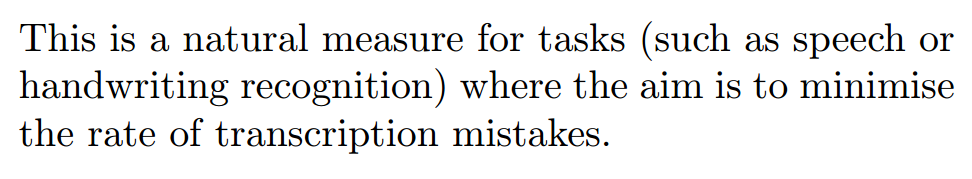 This is a natural measure for tasks (such as speech or
handwriting recognition) where the aim is to minimise
the rate of transcription mistakes.